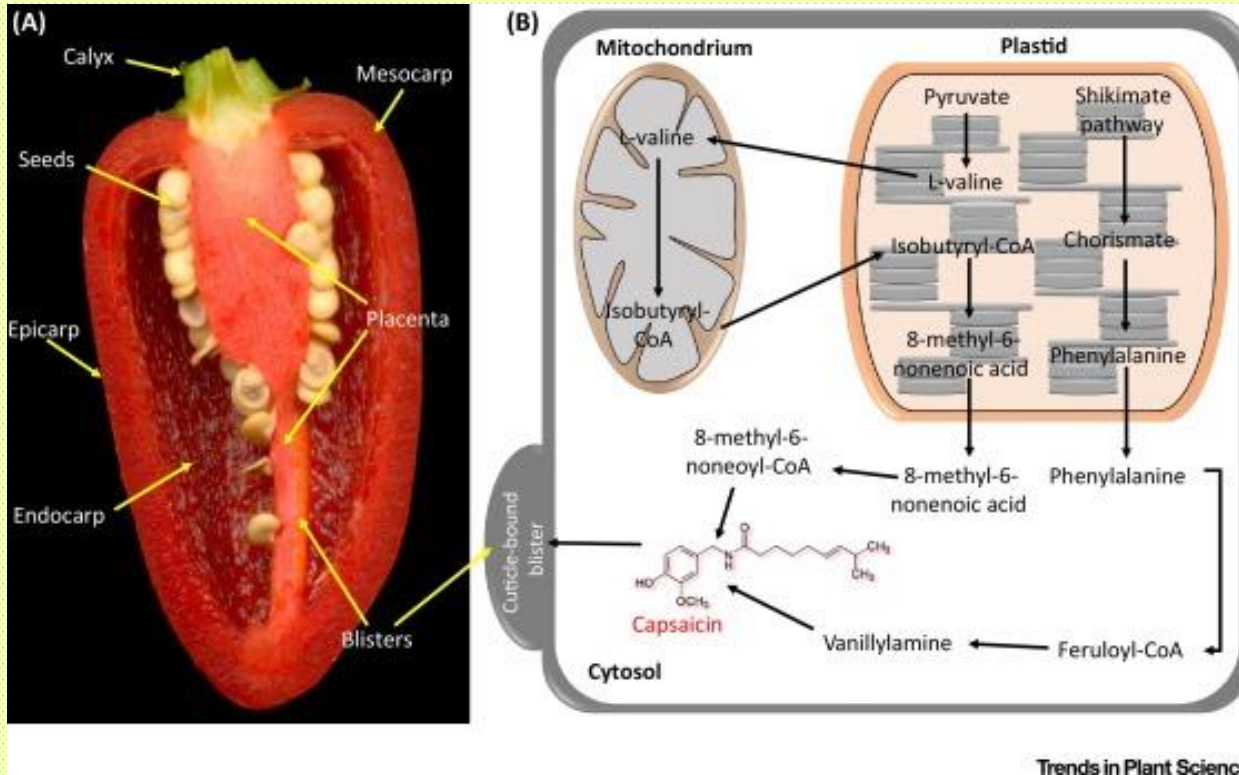 (A)
Calyx
Mesocarp
Seeds
Placenta
Epicarp
Endocarp
Blisters
(B)
Mitochondrium
Plastid
L-valine
Isobutyryl-
CoA
Pyruvate
L-valine
Isobutyryl-CoA
8-methyl-6-
nonenoic acid
Shikimate
pathway
Chorismate
Phenylalanine
8-methyl-6-
noneoyl-CoA
8-methyl-6-
nonenoic acid
Phenylalanine
Cuticle-bound
blister
O
N
H
CH₃
CH₃
HO
OCH₃
Capsaicin
Vanillylamine
Feruloyl-CoA
Cytosol
Trends in Plant Scienc